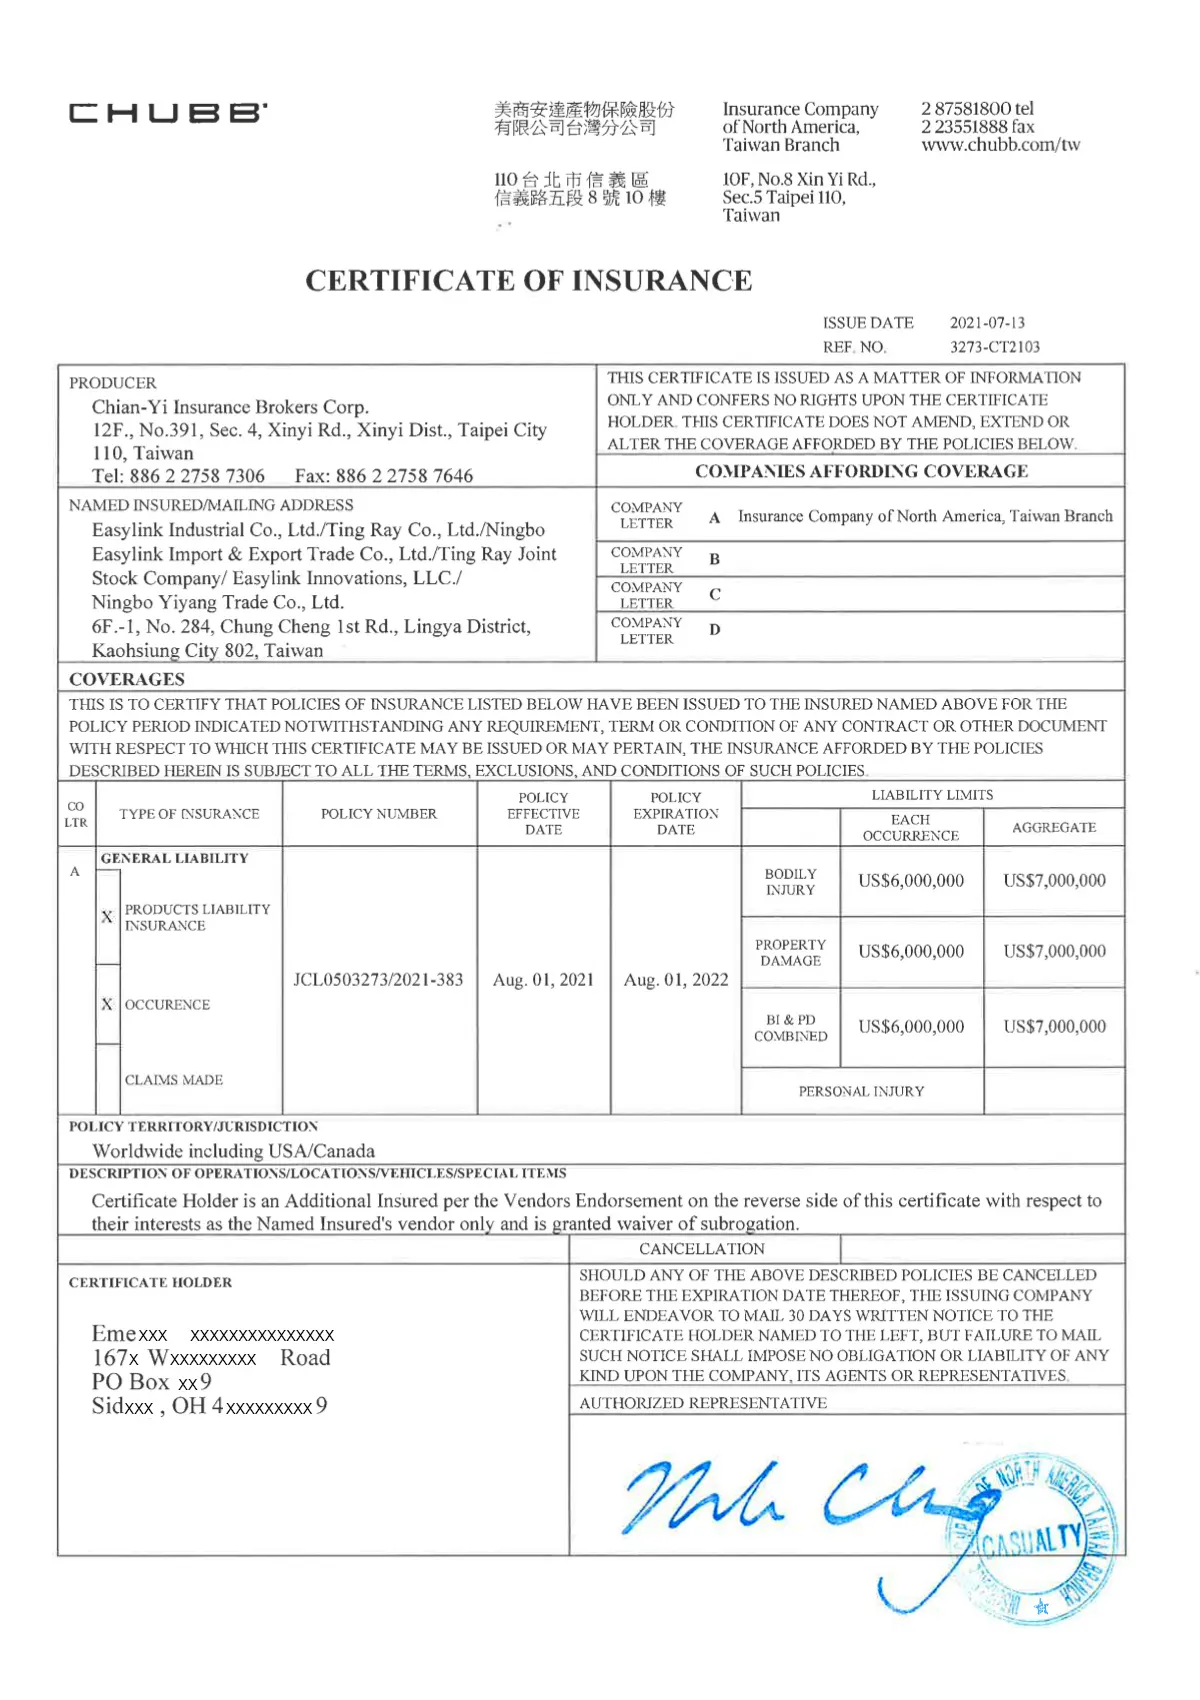 CHUBB
美商安達產物保險股份
有限公司台灣分公司
110 台北市信義區
信義路五段 8 號 10 樓
Insurance Company
of North America,
Taiwan Branch
10F, No.8 Xin Yi Rd.,
Sec.5 Taipei 110,
Taiwan
2 87581800 tel
2 23551888 fax
www.chubb.com/tw
CERTIFICATE OF INSURANCE
ISSUE DATE 2021-07-13
REF. NO. 3273-CT2103
PRODUCER
Chian-Yi Insurance Brokers Corp.
12F., No.391, Sec. 4, Xinyi Rd., Xinyi Dist., Taipei City
110, Taiwan
Tel: 886 2 2758 7306 Fax: 886 2 2758 7646
THIS CERTIFICATE IS ISSUED AS A MATTER OF INFORMATION
ONLY AND CONFERS NO RIGHTS UPON THE CERTIFICATE
HOLDER. THIS CERTIFICATE DOES NOT AMEND, EXTEND OR
ALTER THE COVERAGE AFFORDED BY THE POLICIES BELOW.
COMPANIES AFFORDING COVERAGE
NAMED INSURED/MAILING ADDRESS
Easylink Industrial Co., Ltd./Ting Ray Co., Ltd./Ningbo
Easylink Import & Export Trade Co., Ltd./Ting Ray Joint
Stock Company/ Easylink Innovations, LLC./
Ningbo Yiyang Trade Co., Ltd.
6F.-1, No. 284, Chung Cheng 1st Rd., Lingya District,
Kaohsiung City 802, Taiwan
COMPANY
LETTER A Insurance Company of North America, Taiwan Branch
COMPANY
LETTER B
COMPANY
LETTER C
COMPANY
LETTER D
COVERAGES
THIS IS TO CERTIFY THAT POLICIES OF INSURANCE LISTED BELOW HAVE BEEN ISSUED TO THE INSURED NAMED ABOVE FOR THE
POLICY PERIOD INDICATED NOTWITHSTANDING ANY REQUIREMENT, TERM OR CONDITION OF ANY CONTRACT OR OTHER DOCUMENT
WITH RESPECT TO WHICH THIS CERTIFICATE MAY BE ISSUED OR MAY PERTAIN, THE INSURANCE AFFORDED BY THE POLICIES
DESCRIBED HEREIN IS SUBJECT TO ALL THE TERMS, EXCLUSIONS, AND CONDITIONS OF SUCH POLICIES.
CO
LTR
TYPE OF INSURANCE
POLICY NUMBER
POLICY
EFFECTIVE
DATE
POLICY
EXPIRATION
DATE
LIABILITY LIMITS
EACH
OCCURRENCE
AGGREGATE
A
GENERAL LIABILITY
X PRODUCTS LIABILITY
INSURANCE
X OCCURENCE
CLAIMS MADE
JCL0503273/2021-383
Aug. 01, 2021
Aug. 01, 2022
BODILY
INJURY
US$6,000,000
US$7,000,000
PROPERTY
DAMAGE
US$6,000,000
US$7,000,000
BI & PD
COMBINED
US$6,000,000
US$7,000,000
PERSONAL INJURY
POLICY TERRITORY/JURISDICTION
Worldwide including USA/Canada
DESCRIPTION OF OPERATIONS/LOCATIONS/VEHICLES/SPECIAL ITEMS
Certificate Holder is an Additional Insured per the Vendors Endorsement on the reverse side of this certificate with respect to
their interests as the Named Insured's vendor only and is granted waiver of subrogation.
CANCELLATION
CERTIFICATE HOLDER
Emexxx xxxxxxxxxxxxxxx
167x Wxxxxxxxxx Road
PO Box xx9
Sidxxx , OH 4xxxxxxxxx9
SHOULD ANY OF THE ABOVE DESCRIBED POLICIES BE CANCELLED
BEFORE THE EXPIRATION DATE THEREOF, THE ISSUING COMPANY
WILL ENDEAVOR TO MAIL 30 DAYS WRITTEN NOTICE TO THE
CERTIFICATE HOLDER NAMED TO THE LEFT, BUT FAILURE TO MAIL
SUCH NOTICE SHALL IMPOSE NO OBLIGATION OR LIABILITY OF ANY
KIND UPON THE COMPANY, ITS AGENTS OR REPRESENTATIVES.
AUTHORIZED REPRESENTATIVE
OF NORTH AMERICA TAIWAN BRANCH
CASUALTY